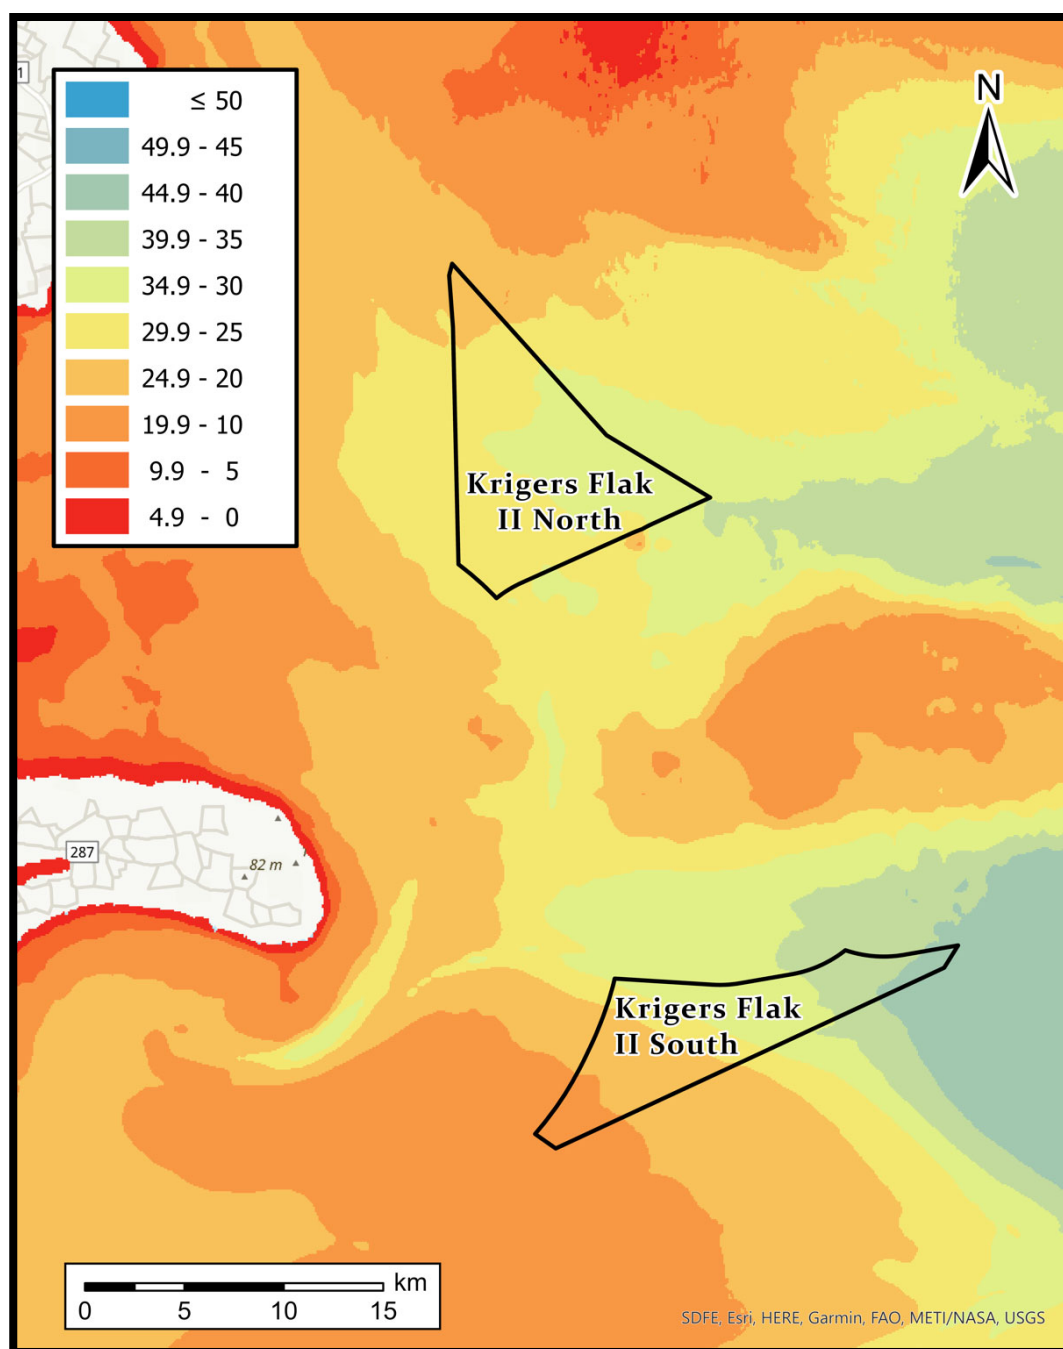 1
≤ 50
49.9 - 45
44.9 - 40
39.9 - 35
34.9 - 30
29.9 - 25
24.9 - 20
19.9 - 10
9.9 - 5
4.9 - 0
N
Krigers Flak
II North
287
82 m
Krigers Flak
II South
km
0 5 10 15
SDFE, Esri, HERE, Garmin, FAO, METI/NASA, USGS